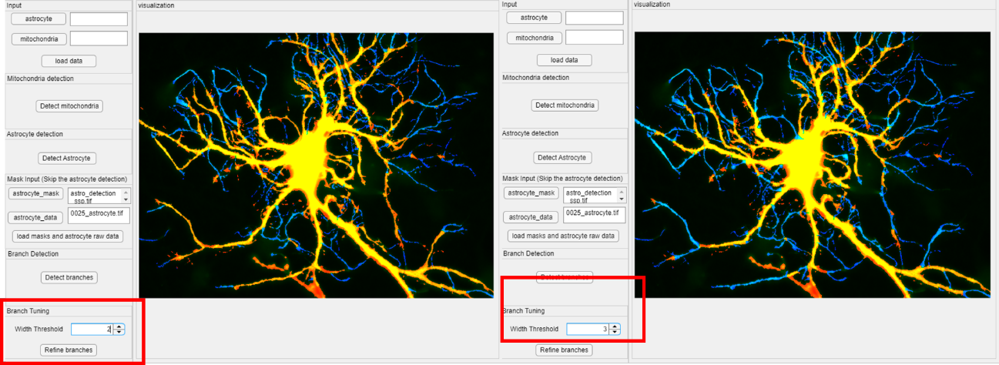 Input
visualization
astrocyte
mitochondria
load data
Mitochondria detection
Detect mitochondria
Astrocyte detection
Detect Astrocyte
Mask Input (Skip the astrocyte detection)
astrocyte_mask
astro_detection
ssp.tif
astrocyte_data
0025_astrocyte.tif
load masks and astrocyte raw data
Branch Detection
Detect branches
Branch Tuning
Width Threshold
2
Refine branches
Input
visualization
astrocyte
mitochondria
load data
Mitochondria detection
Detect mitochondria
Astrocyte detection
Detect Astrocyte
Mask Input (Skip the astrocyte detection)
astrocyte_mask
astro_detection
ssp.tif
astrocyte_data
0025_astrocyte.tif
load masks and astrocyte raw data
Branch Detection
Detect branches
Branch Tuning
Width Threshold
3
Refine branches